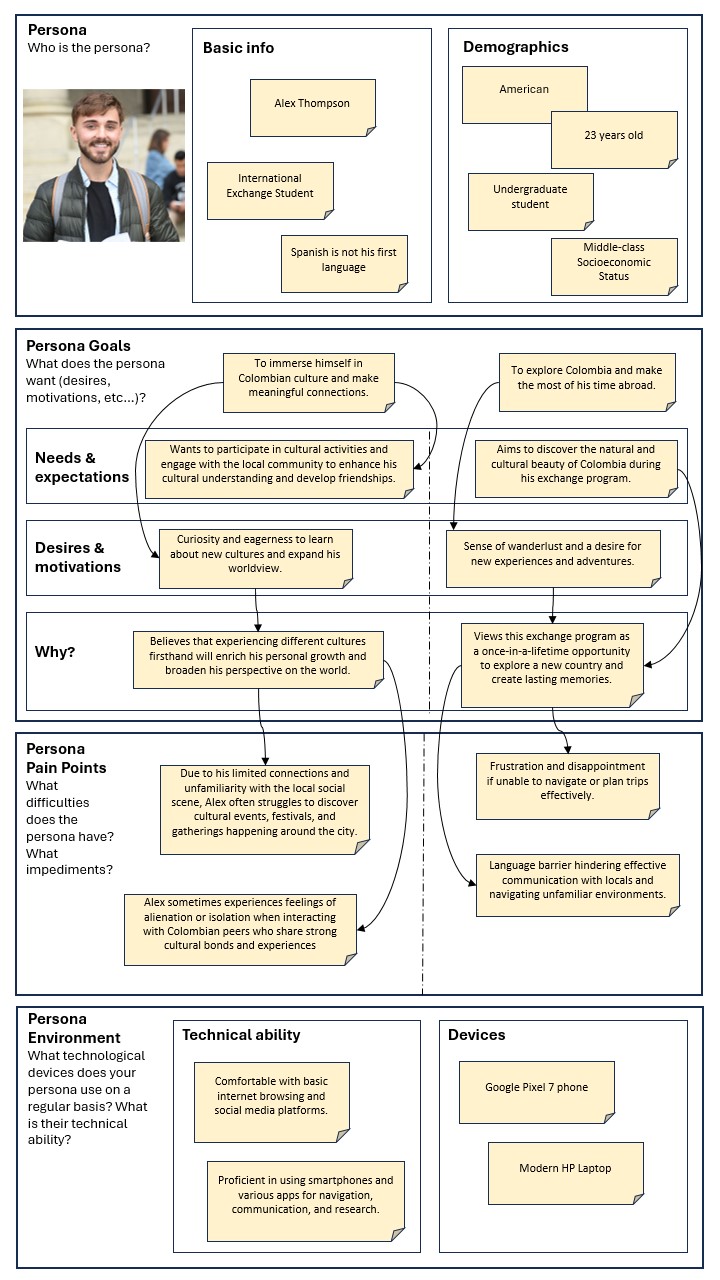 Persona
Who is the persona?
Basic info
Alex Thompson
International
Exchange Student
Spanish is not his first
language
Demographics
American
23 years old
Undergraduate
student
Middle-class
Socioeconomic
Status
Persona Goals
What does the persona
want (desires,
motivations, etc...)?
To immerse himself in
Colombian culture and make
meaningful connections.
To explore Colombia and make
the most of his time abroad.
Needs &
expectations
Wants to participate in cultural activities and
engage with the local community to enhance his
cultural understanding and develop friendships.
Aims to discover the natural and
cultural beauty of Colombia during
his exchange program.
Desires &
motivations
Curiosity and eagerness to learn
about new cultures and expand his
worldview.
Sense of wanderlust and a desire for
new experiences and adventures.
Why?
Believes that experiencing different cultures
firsthand will enrich his personal growth and
broaden his perspective on the world.
Views this exchange program as
a once-in-a-lifetime opportunity
to explore a new country and
create lasting memories.
Persona
Pain Points
What
difficulties
does the
persona have?
What
impediments?
Due to his limited connections and
unfamiliarity with the local social
scene, Alex often struggles to discover
cultural events, festivals, and
gatherings happening around the city.
Alex sometimes experiences feelings of
alienation or isolation when interacting
with Colombian peers who share strong
cultural bonds and experiences
Frustration and disappointment
if unable to navigate or plan trips
effectively.
Language barrier hindering effective
communication with locals and
navigating unfamiliar environments.
Persona
Environment
What technological
devices does your
persona use on a
regular basis? What
is their technical
ability?
Technical ability
Comfortable with basic
internet browsing and
social media platforms.
Proficient in using smartphones and
various apps for navigation,
communication, and research.
Devices
Google Pixel 7 phone
Modern HP Laptop